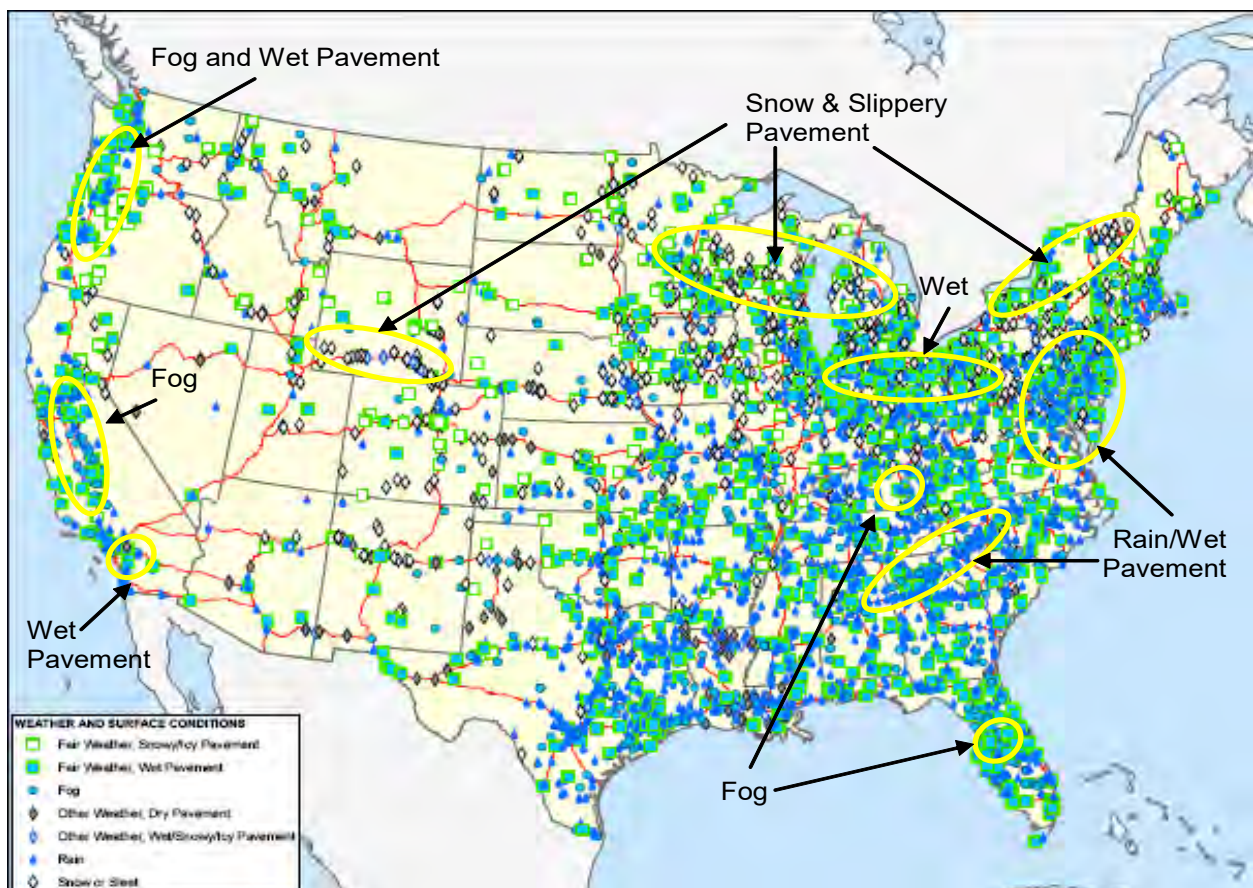 Fog and Wet Pavement
Snow & Slippery
Pavement
Wet
Fog
Rain/Wet
Pavement
Wet
Pavement
Fog
WEATHER AND SURFACE CONDITIONS
Fair Weather, Snowy/Icy Pavement
Fair Weather, Wet Pavement
Fog
Other Weather, Dry Pavement
Other Weather, Wet/Snowy/Icy Pavement
Rain
Snow or Sleet